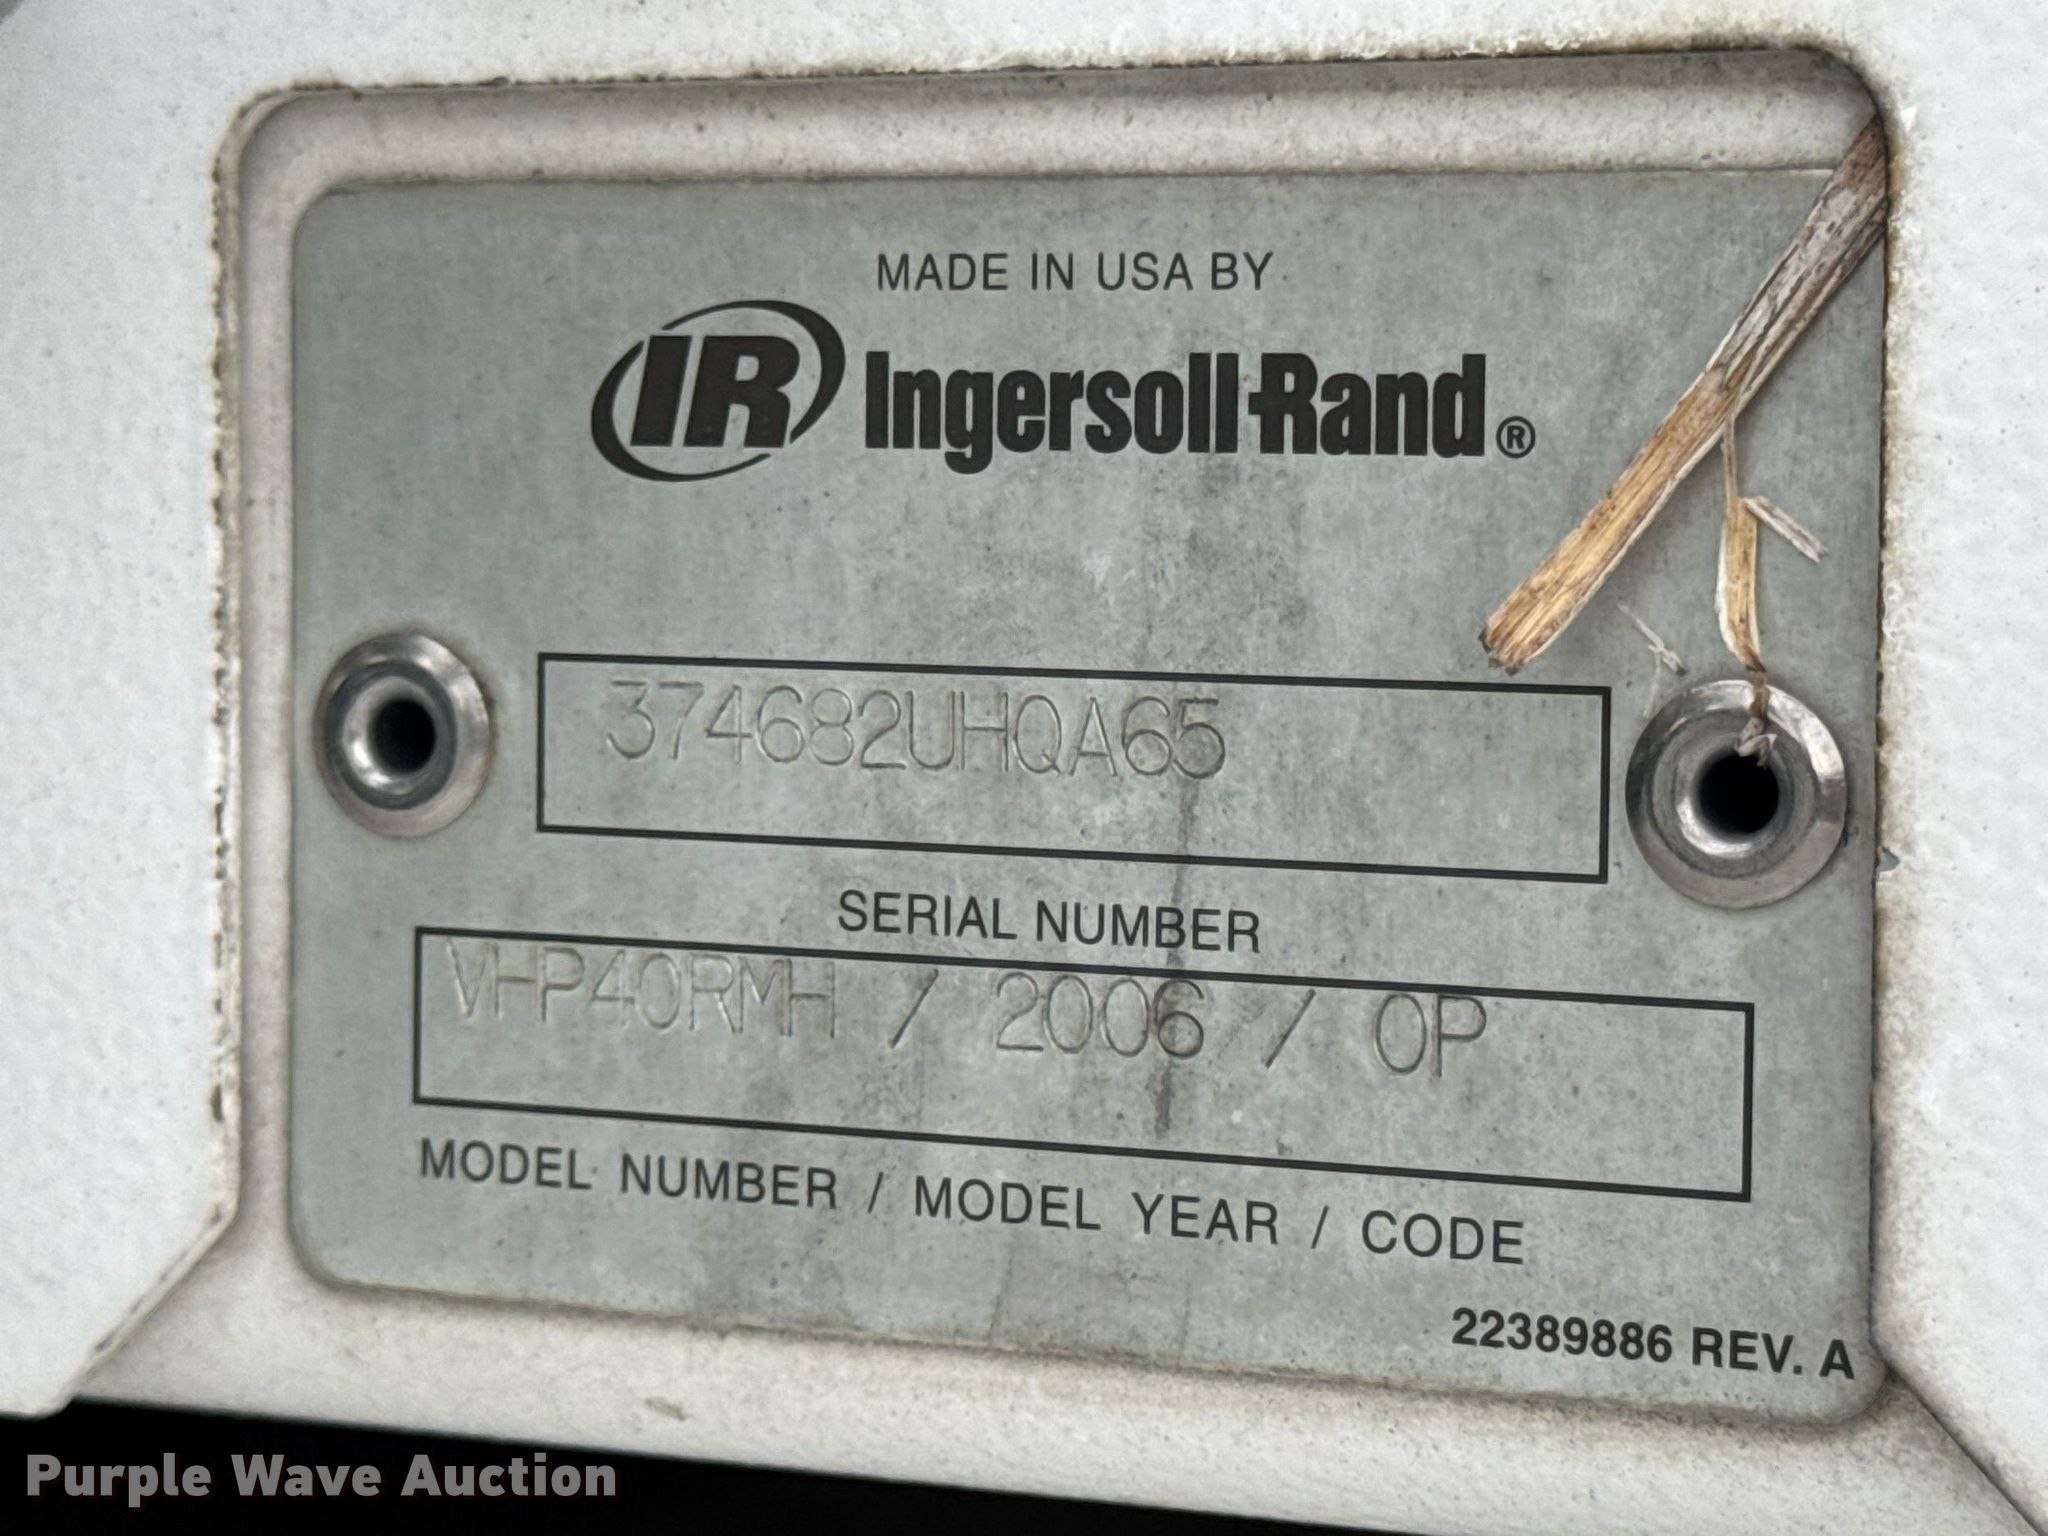 MADE IN USA BY
IR Ingersoll-Rand®
374682UHQA65
SERIAL NUMBER
VHP40RMH / 2006 / OP
MODEL NUMBER / MODEL YEAR / CODE
22389886 REV. A
Purple Wave Auction